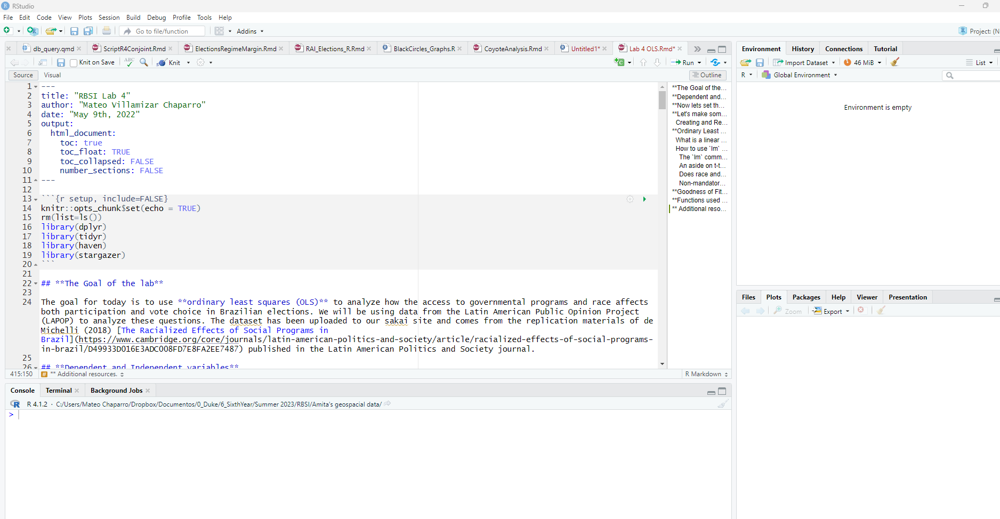 RStudio
File Edit Code View Plots Session Build Debug Profile Tools Help
Go to file/function Addins Project: (N
db_query.qmd ScriptR4Conjoint.Rmd ElectionsRegimeMargin.Rmd RAI_Elections_R.Rmd BlackCircles_Graphs.R CoyoteAnalysis.Rmd Untitled1* Lab 4 OLS.Rmd*
Knit on Save ABC Knit Run
Source Visual Outline
1 ---
2 title: "RBSI Lab 4"
3 author: "Mateo Villamizar Chaparro"
4 date: "May 9th, 2022"
5 output:
6 html_document:
7 toc: true
8 toc_float: TRUE
9 toc_collapsed: FALSE
10 number_sections: FALSE
11 ---
12
13 ```{r setup, include=FALSE}
14 knitr::opts_chunk$set(echo = TRUE)
15 rm(list=ls())
16 library(dplyr)
17 library(tidyr)
18 library(haven)
19 library(stargazer)
20 ```
21
22 ## **The Goal of the lab**
23
24 The goal for today is to use **ordinary least squares (OLS)** to analyze how the access to governmental programs and race affects
both participation and vote choice in Brazilian elections. We will be using data from the Latin American Public Opinion Project
(LAPOP) to analyze these questions. The dataset has been uploaded to our sakai site and comes from the replication materials of de
Michelli (2018) [The Racialized Effects of Social Programs in
Brazil](https://www.cambridge.org/core/journals/latin-american-politics-and-society/article/racialized-effects-of-social-programs-
in-brazil/D49933D016E3ADC008FD7E8FA2EE7487) published in the Latin American Politics and Society journal.
25
26 ## **Dependent and Independent variables**
415:150 # ** Additional resources. R Markdown
**The Goal of the...
**Dependent and...
**Now lets set th...
**Let's make som...
Creating and Re...
**Ordinary Least ...
What is a linear ...
How to use `lm` ...
The `lm` comm...
An aside on t-t...
Does race and...
Non-mandator...
**Goodness of Fit...
**Functions used ...
** Additional reso...
Console Terminal Background Jobs
R 4.1.2 · C:/Users/Mateo Chaparro/Dropbox/Documentos/0_Duke/6_SixthYear/Summer 2023/RBSI/Amita's geospacial data/
>
Environment History Connections Tutorial
Import Dataset 46 MiB List
R Global Environment
Environment is empty
Files Plots Packages Help Viewer Presentation
Zoom Export